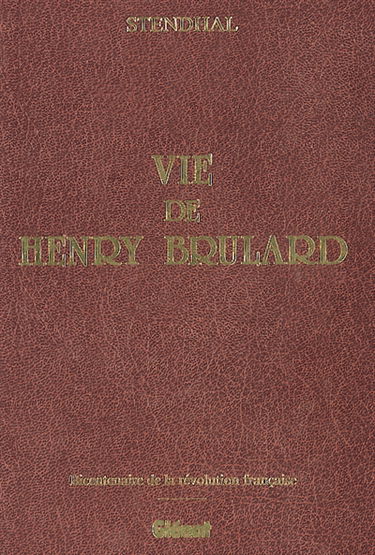 STENDHAL
VIE
DE
HENRY BRULARD
Bicentenaire de la révolution française
Glénat